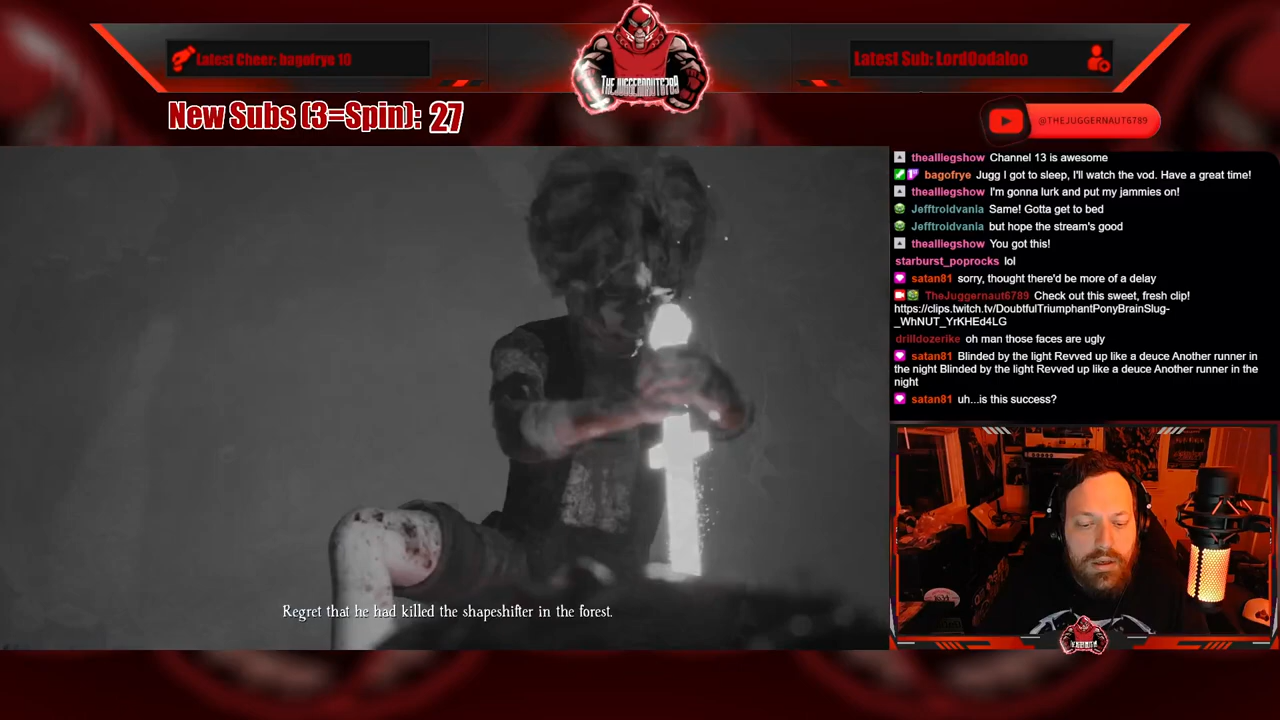 Latest Cheer: bagofrye 10
THEJUGGERNAUT6789
Latest Sub: LordOodaloo
New Subs (3=Spin): 27
@THEJUGGERNAUT6789
thealliegshow Channel 13 is awesome
bagofrye Jugg I got to sleep, I'll watch the vod. Have a great time!
thealliegshow I'm gonna lurk and put my jammies on!
Jefftroidvania Same! Gotta get to bed
Jefftroidvania but hope the stream's good
thealliegshow You got this!
starburst_poprocks lol
satan81 sorry, thought there'd be more of a delay
TheJuggernaut6789 Check out this sweet, fresh clip!
https://clips.twitch.tv/DoubtfulTriumphantPonyBrainSlug-
_WhNUT_YrKHEd4LG
drilldozerike oh man those faces are ugly
satan81 Blinded by the light Revved up like a deuce Another runner in
the night Blinded by the light Revved up like a deuce Another runner in the
night
satan81 uh...is this success?
Regret that he had killed the shapeshifter in the forest.